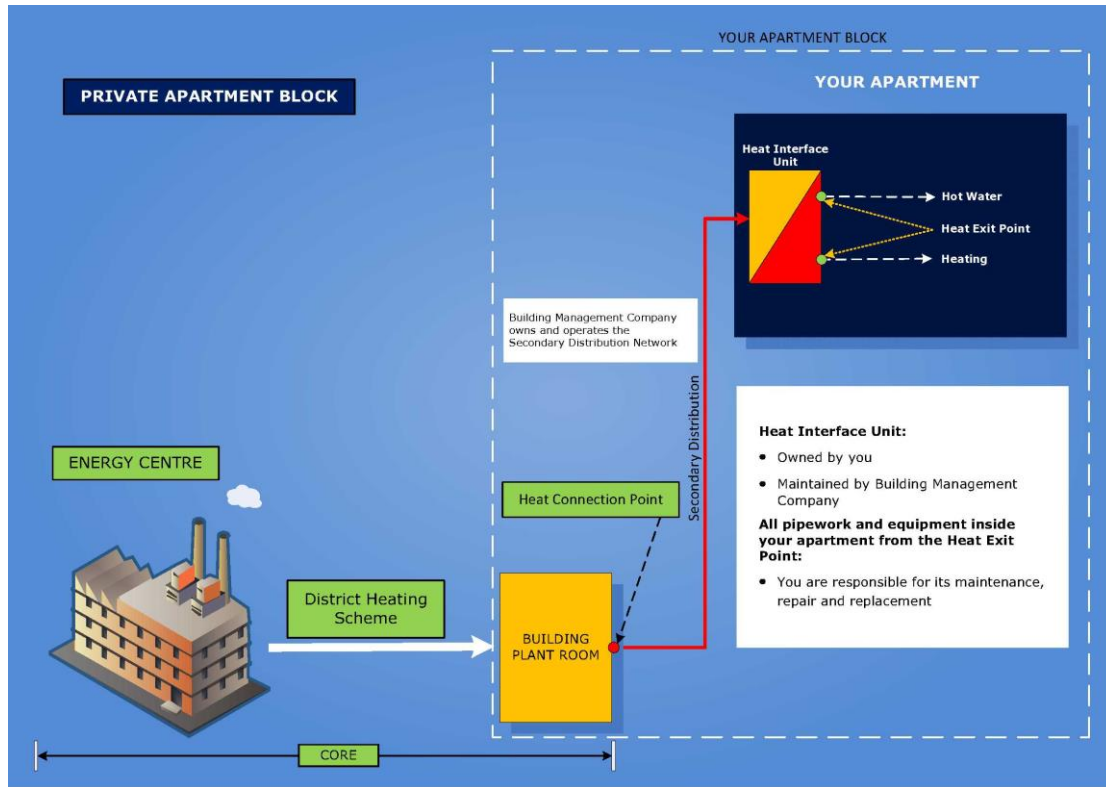 YOUR APARTMENT BLOCK
PRIVATE APARTMENT BLOCK
YOUR APARTMENT
Heat Interface
Unit
Hot Water
Heat Exit Point
Heating
Building Management Company
owns and operates the
Secondary Distribution Network
Secondary Distribution
Heat Interface Unit:
• Owned by you
• Maintained by Building Management
Company
All pipework and equipment inside
your apartment from the Heat Exit
Point:
• You are responsible for its maintenance,
repair and replacement
ENERGY CENTRE
Heat Connection Point
District Heating
Scheme
BUILDING
PLANT ROOM
CORE